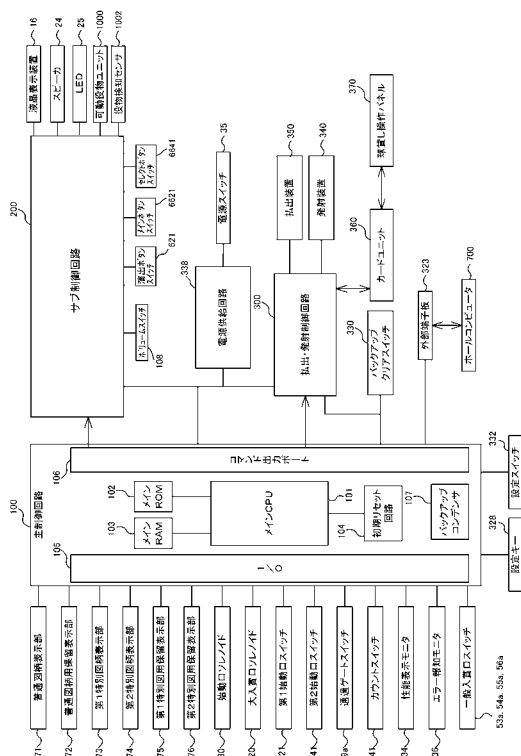 16
液晶表示装置
24
スピーカ
25
LED
1000
可動役物ユニット
1002
役物検知センサ
200
サブ制御回路
セレクトボタン
スイッチ
6641
メインボタン
スイッチ
6621
演出ボタン
スイッチ
621
ボリュームスイッチ
108
電源スイッチ
35
338
電源供給回路
350
払出装置
340
発射装置
300
払出・発射制御回路
370
球貸し操作パネル
360
カードユニット
330
バックアップ
クリアスイッチ
323
外部端子板
700
ホールコンピュータ
100
主制御回路
106
コマンド出力ポート
102
メイン
ROM
103
メイン
RAM
101
メインCPU
104
初期リセット
回路
107
バックアップ
コンデンサ
105
I/O
332
設定スイッチ
328
設定キー
71
普通図柄表示部
72
普通図柄用保留表示部
73
第1特別図柄表示部
74
第2特別図柄表示部
75
第1特別図用保留表示部
76
第2特別図用保留表示部
始動口ソレノイド
大入賞口ソレノイド
第1始動口スイッチ
第2始動口スイッチ
通過ゲートスイッチ
カウントスイッチ
性能表示モニタ
エラー報知モニタ
一般入賞口スイッチ
53a, 54a, 55a, 56a